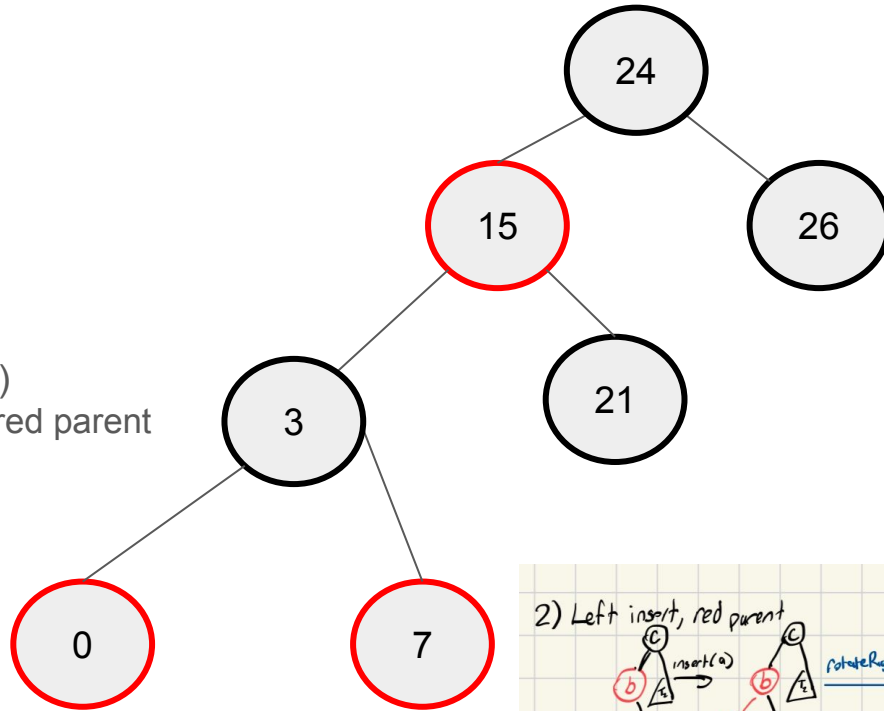 24
15
26
)
red parent
3
21
0
7
2) Left insert, red parent
c
insert(a)
c
b
b